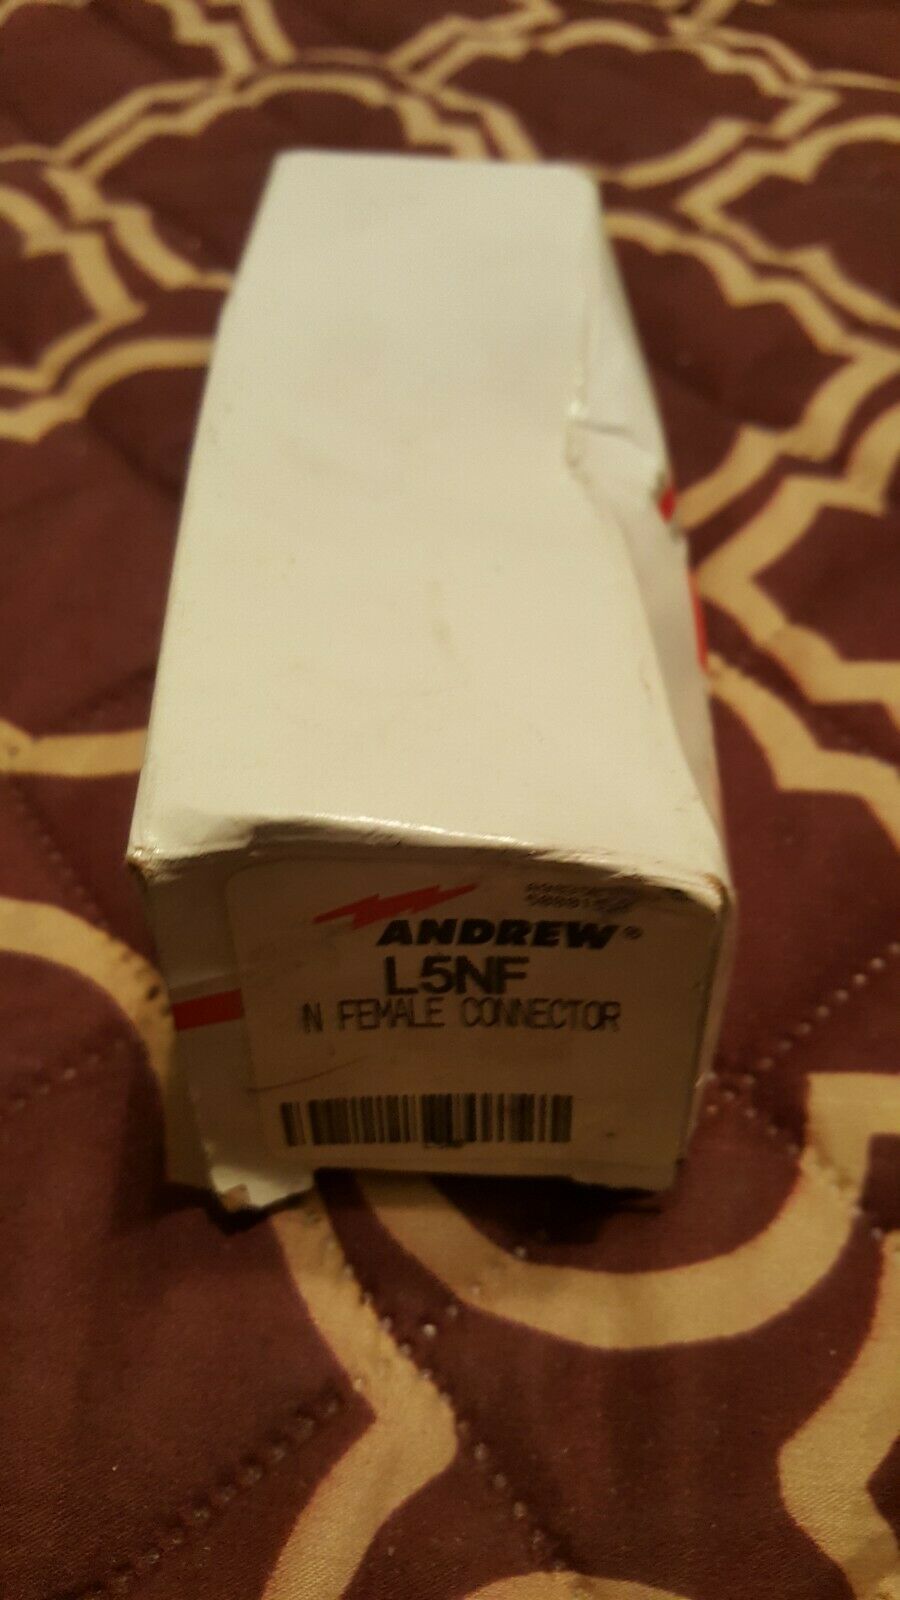 ANDREW®
L5NF
N FEMALE CONNECTOR